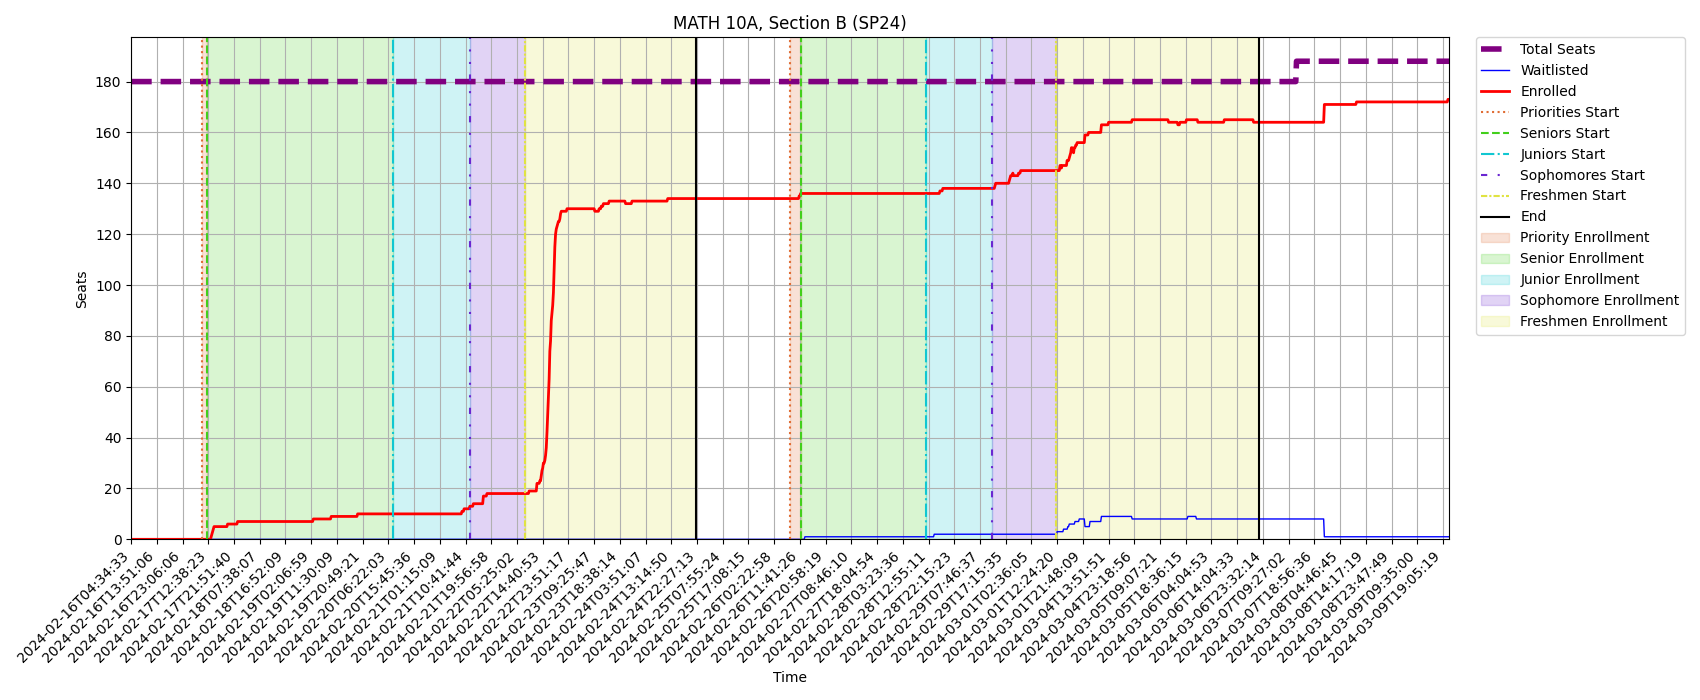 MATH 10A, Section B (SP24)
Seats
180
160
140
120
100
80
60
40
20
0
2024-02-16T04:34:33
2024-02-16T13:51:06
2024-02-16T23:06:06
2024-02-17T12:38:23
2024-02-17T21:51:40
2024-02-18T07:38:07
2024-02-18T16:52:09
2024-02-19T02:06:59
2024-02-19T11:30:09
2024-02-19T20:49:21
2024-02-20T06:22:03
2024-02-20T15:45:36
2024-02-21T01:15:09
2024-02-21T10:41:44
2024-02-21T19:56:58
2024-02-22T05:25:02
2024-02-22T14:40:53
2024-02-22T23:51:17
2024-02-23T09:25:47
2024-02-23T18:38:14
2024-02-24T03:51:07
2024-02-24T13:14:50
2024-02-24T22:27:13
2024-02-25T07:55:24
2024-02-25T17:08:15
2024-02-26T02:22:58
2024-02-26T11:41:26
2024-02-26T20:58:19
2024-02-27T08:46:10
2024-02-27T18:04:54
2024-02-28T03:23:36
2024-02-28T12:55:11
2024-02-28T22:15:23
2024-02-29T07:46:37
2024-02-29T17:15:35
2024-03-01T02:36:05
2024-03-01T12:24:20
2024-03-01T21:48:09
2024-03-04T13:51:51
2024-03-04T23:18:56
2024-03-05T09:07:21
2024-03-05T18:36:15
2024-03-06T04:04:53
2024-03-06T14:04:33
2024-03-06T23:32:14
2024-03-07T09:27:02
2024-03-07T18:56:36
2024-03-08T04:46:45
2024-03-08T14:17:19
2024-03-08T23:47:49
2024-03-09T09:35:00
2024-03-09T19:05:19
Time
Total Seats
Waitlisted
Enrolled
Priorities Start
Seniors Start
Juniors Start
Sophomores Start
Freshmen Start
End
Priority Enrollment
Senior Enrollment
Junior Enrollment
Sophomore Enrollment
Freshmen Enrollment